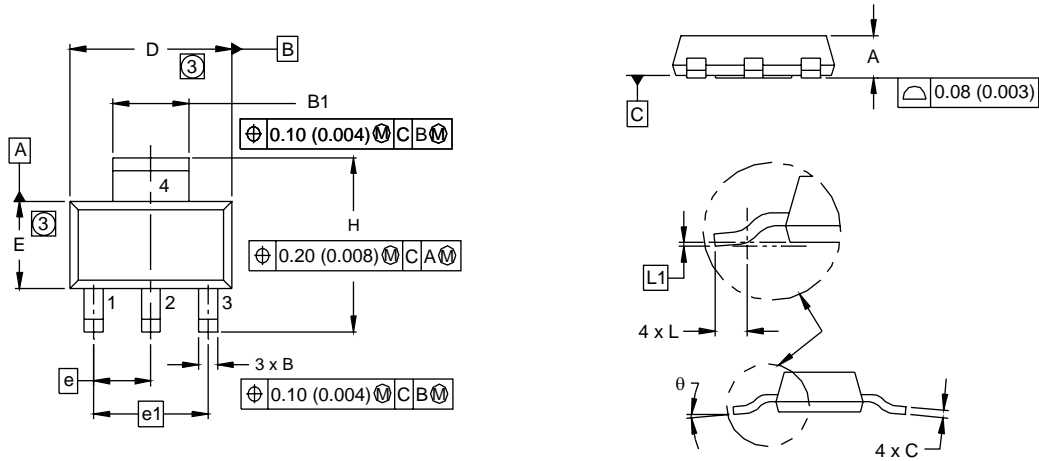 D
B
3
B1
⌖ 0.10 (0.004) Ⓜ C B Ⓜ
A
4
3
E
H
⌖ 0.20 (0.008) Ⓜ C A Ⓜ
1 2 3
3 x B
e
e1
⌖ 0.10 (0.004) Ⓜ C B Ⓜ
A
C
⌓ 0.08 (0.003)
L1
4 x L
θ
4 x C